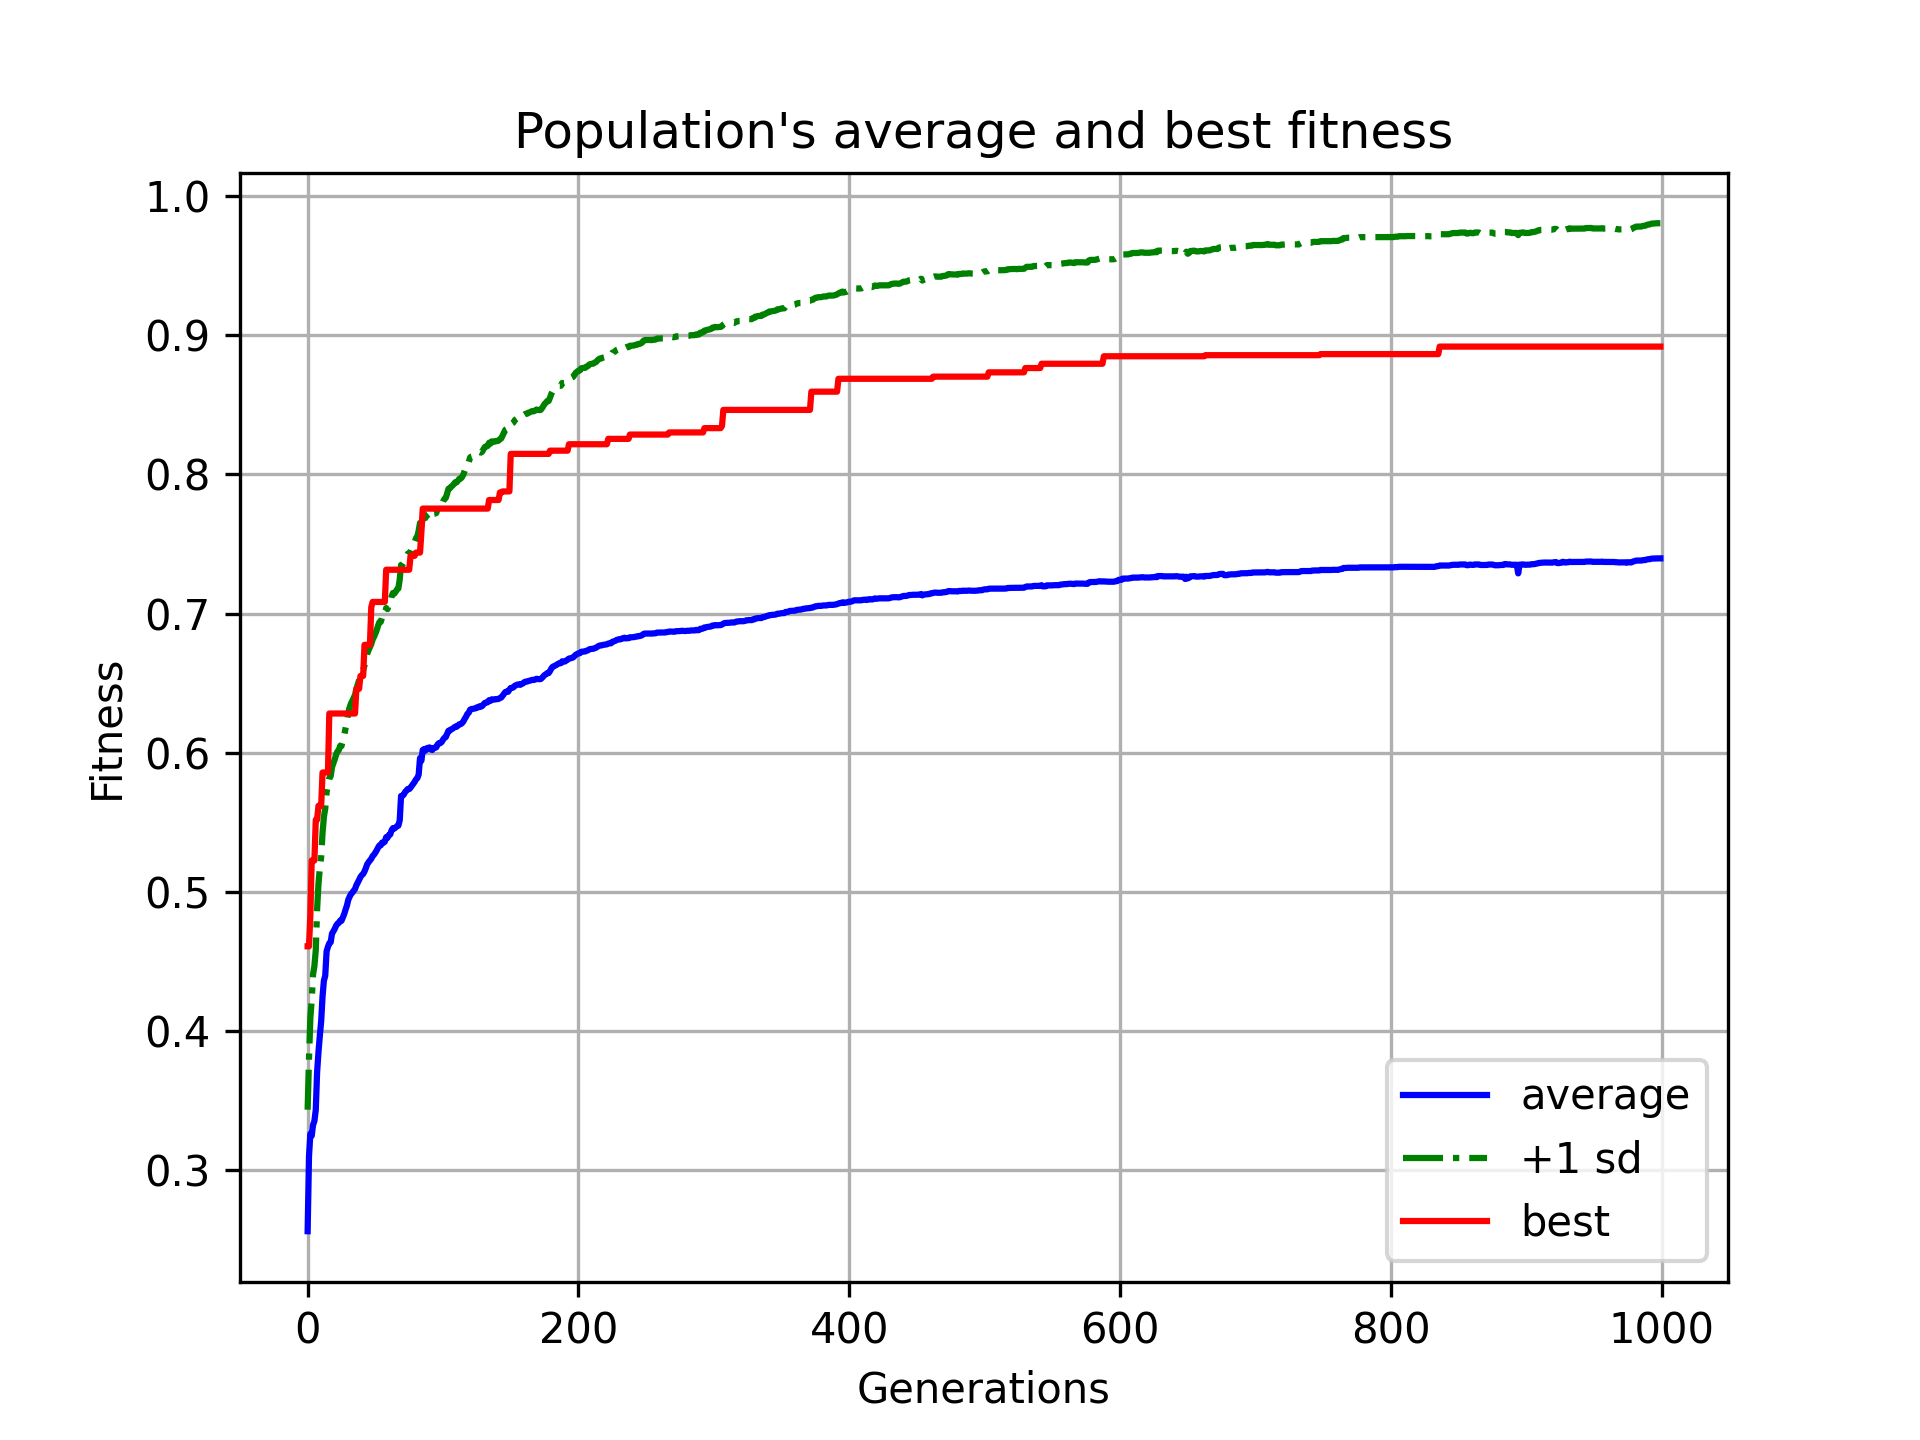 Population's average and best fitness
1.0
0.9
0.8
0.7
0.6
0.5
0.4
0.3
Fitness
0 200 400 600 800 1000
Generations
average
+1 sd
best